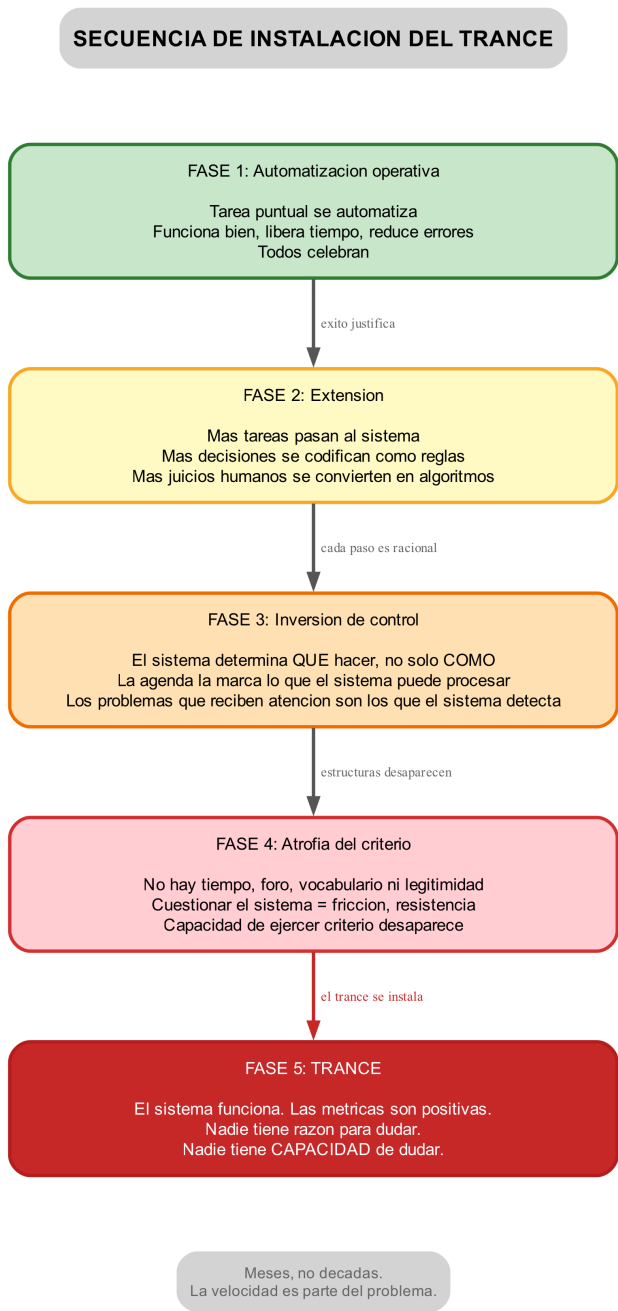 SECUENCIA DE INSTALACION DEL TRANCE
FASE 1: Automatizacion operativa
Tarea puntual se automatiza
Funciona bien, libera tiempo, reduce errores
Todos celebran
exito justifica
FASE 2: Extension
Mas tareas pasan al sistema
Mas decisiones se codifican como reglas
Mas juicios humanos se convierten en algoritmos
cada paso es racional
FASE 3: Inversion de control
El sistema determina QUE hacer, no solo COMO
La agenda la marca lo que el sistema puede procesar
Los problemas que reciben atencion son los que el sistema detecta
estructuras desaparecen
FASE 4: Atrofia del criterio
No hay tiempo, foro, vocabulario ni legitimidad
Cuestionar el sistema = friccion, resistencia
Capacidad de ejercer criterio desaparece
el trance se instala
FASE 5: TRANCE
El sistema funciona. Las metricas son positivas.
Nadie tiene razon para dudar.
Nadie tiene CAPACIDAD de dudar.
Meses, no decadas.
La velocidad es parte del problema.